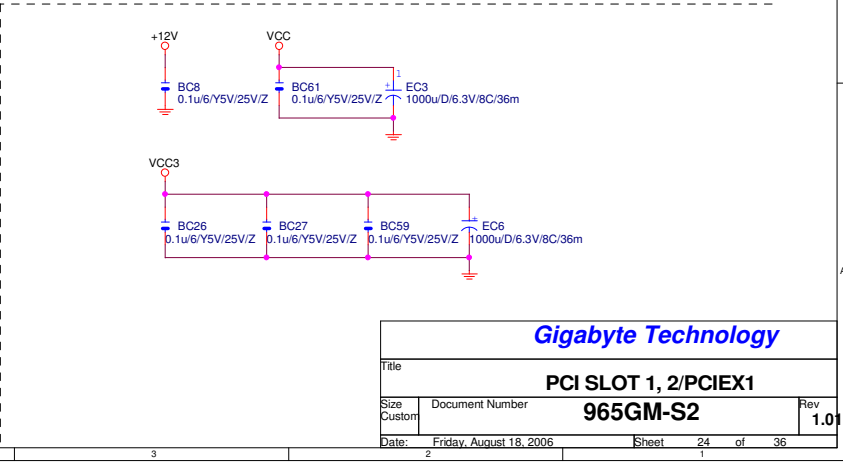 +12V
VCC
BC8
0.1u/6/Y5V/25V/Z
BC61
0.1u/6/Y5V/25V/Z
1
+
EC3
1000u/D/6.3V/8C/36m
VCC3
BC26
0.1u/6/Y5V/25V/Z
BC27
0.1u/6/Y5V/25V/Z
BC59
0.1u/6/Y5V/25V/Z
+
EC6
1000u/D/6.3V/8C/36m
Gigabyte Technology
Title
PCI SLOT 1, 2/PCIEX1
Size
Custom
Document Number
965GM-S2
Rev
1.01
Date: Friday, August 18, 2006 Sheet 24 of 36
3 2 1